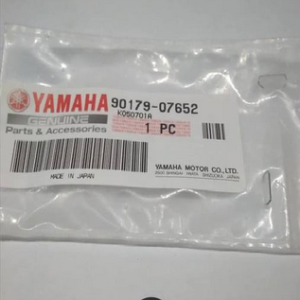 YAMAHA 90179-07652
GENUINE K050701A
Parts & Accessories 1 PC
YAMAHA MOTOR CO., LTD.
MADE IN JAPAN